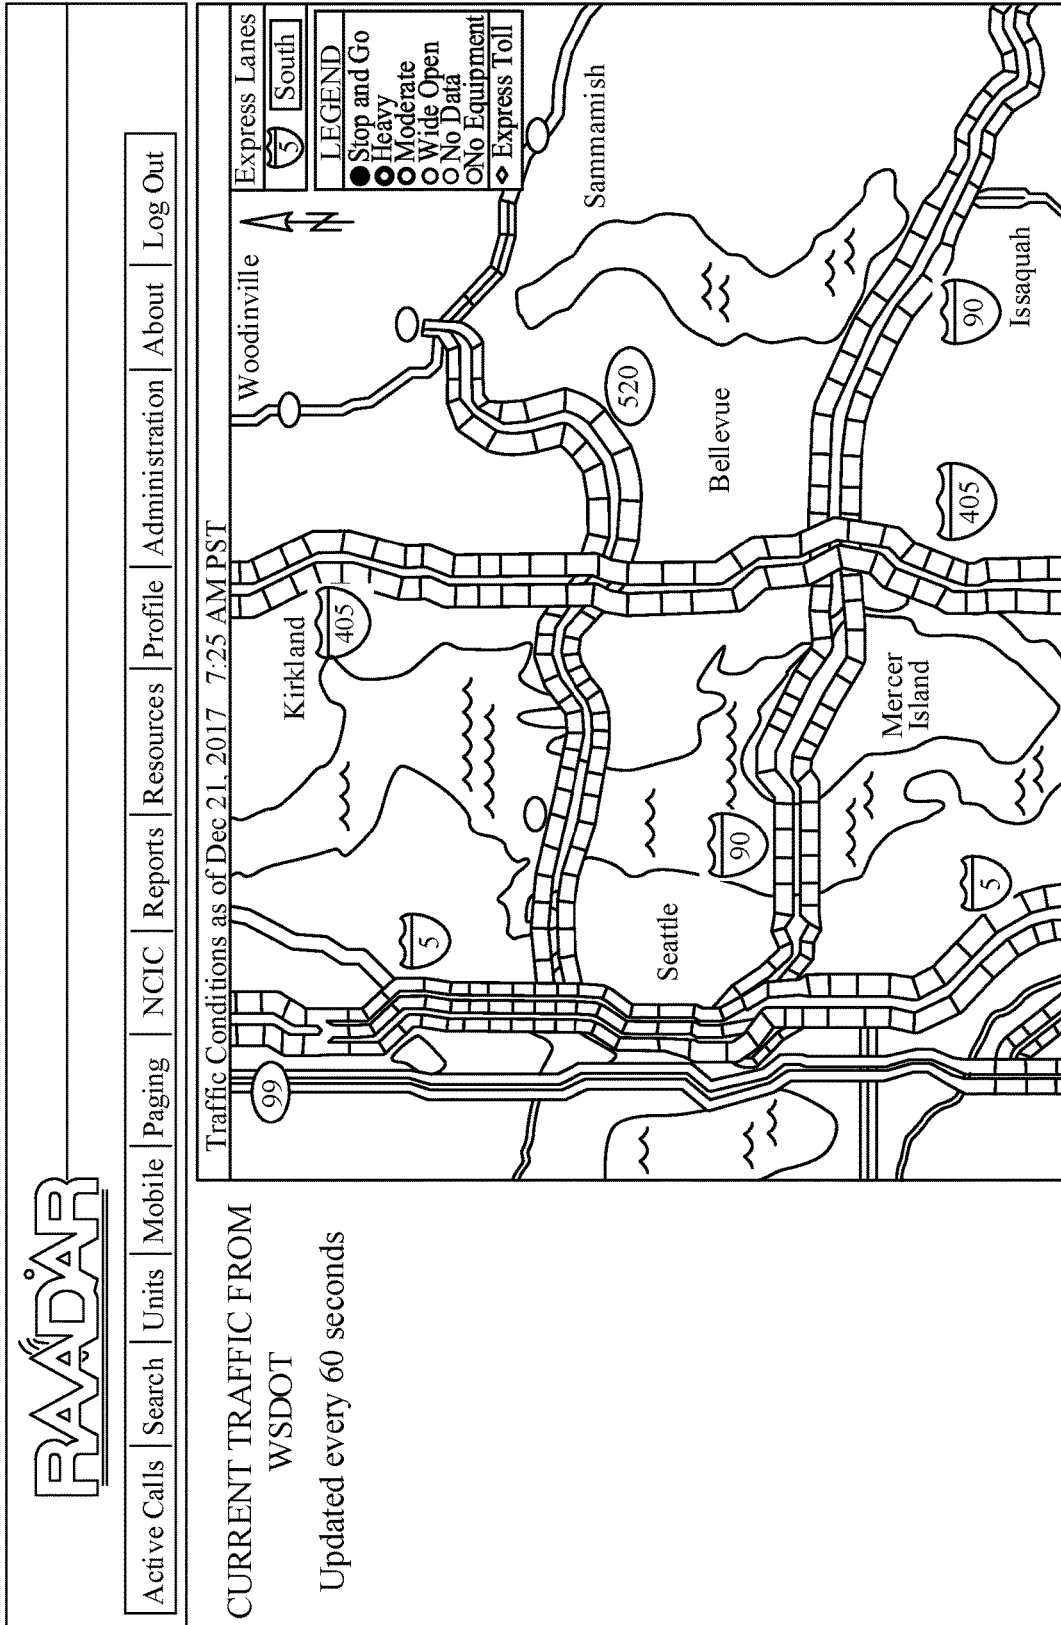 RAADAR
Active Calls | Search | Units | Mobile | Paging | NCIC | Reports | Resources | Profile | Administration | About | Log Out
CURRENT TRAFFIC FROM
WSDOT
Updated every 60 seconds
Traffic Conditions as of Dec 21, 2017 7:25 AM PST
Express Lanes
5 South
LEGEND
Stop and Go
Heavy
Moderate
Wide Open
No Data
No Equipment
Express Toll
N
99
Woodinville
Kirkland
405
5
Sammamish
520
Seattle
Bellevue
90
Mercer
Island
405
90
5
Issaquah